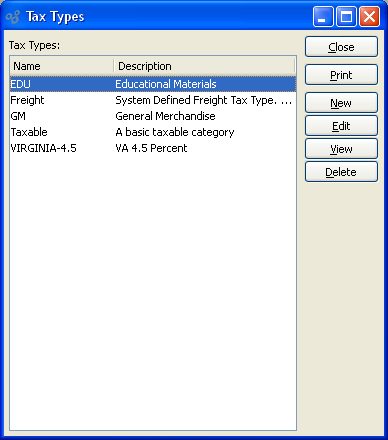 Tax Types
Tax Types:
Name Description
EDU Educational Materials
Freight System Defined Freight Tax Type. ...
GM General Merchandise
Taxable A basic taxable category
VIRGINIA-4.5 VA 4.5 Percent
Close
Print
New
Edit
View
Delete